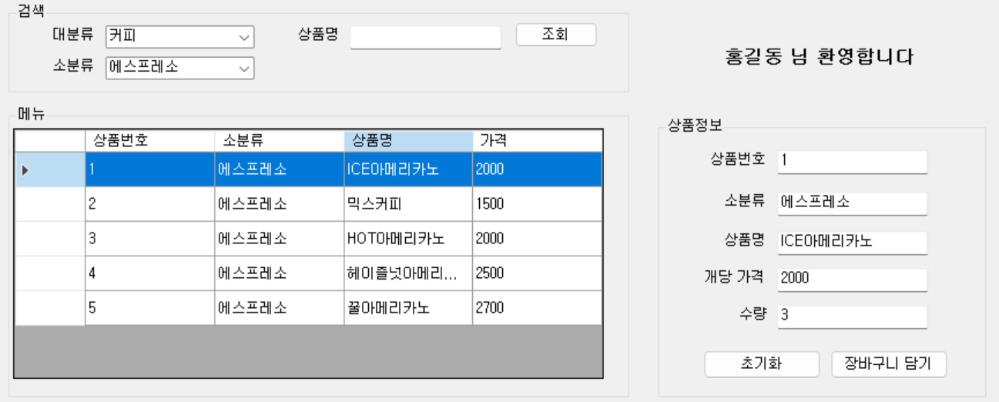 검색
대분류 커피 상품명 조회
소분류 에스프레소
홍길동 님 환영합니다
메뉴
상품번호 소분류 상품명 가격
1 에스프레소 ICE아메리카노 2000
2 에스프레소 믹스커피 1500
3 에스프레소 HOT아메리카노 2000
4 에스프레소 헤이즐넛아메리... 2500
5 에스프레소 꿀아메리카노 2700
상품정보
상품번호 1
소분류 에스프레소
상품명 ICE아메리카노
개당 가격 2000
수량 3
초기화 장바구니 담기